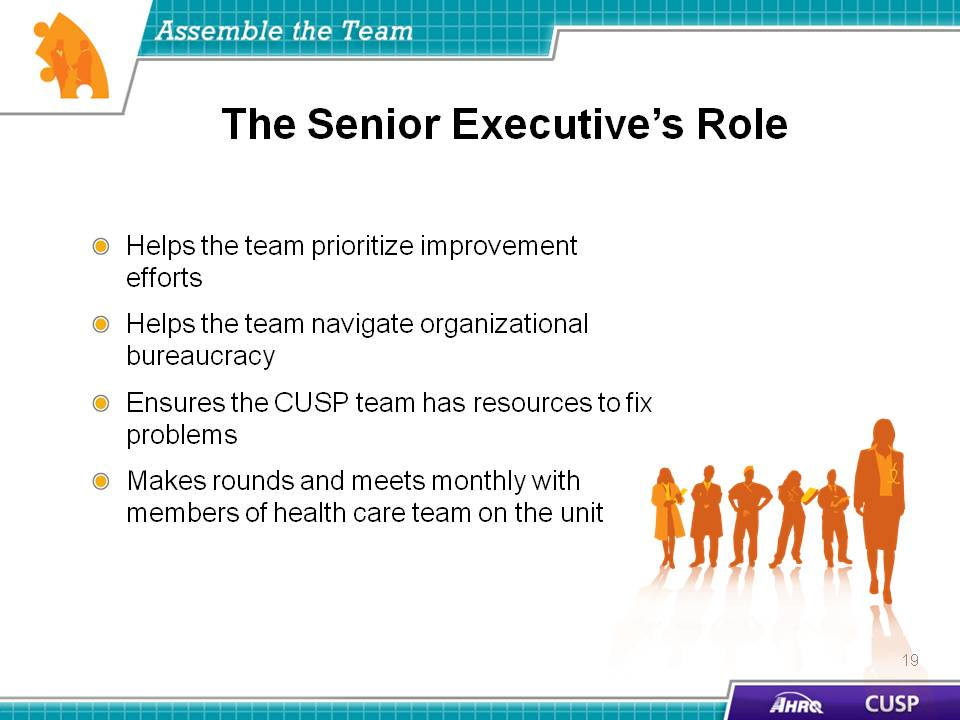 Assemble the Team
The Senior Executive’s Role
Helps the team prioritize improvement
efforts
Helps the team navigate organizational
bureaucracy
Ensures the CUSP team has resources to fix
problems
Makes rounds and meets monthly with
members of health care team on the unit
19
AHRQ CUSP